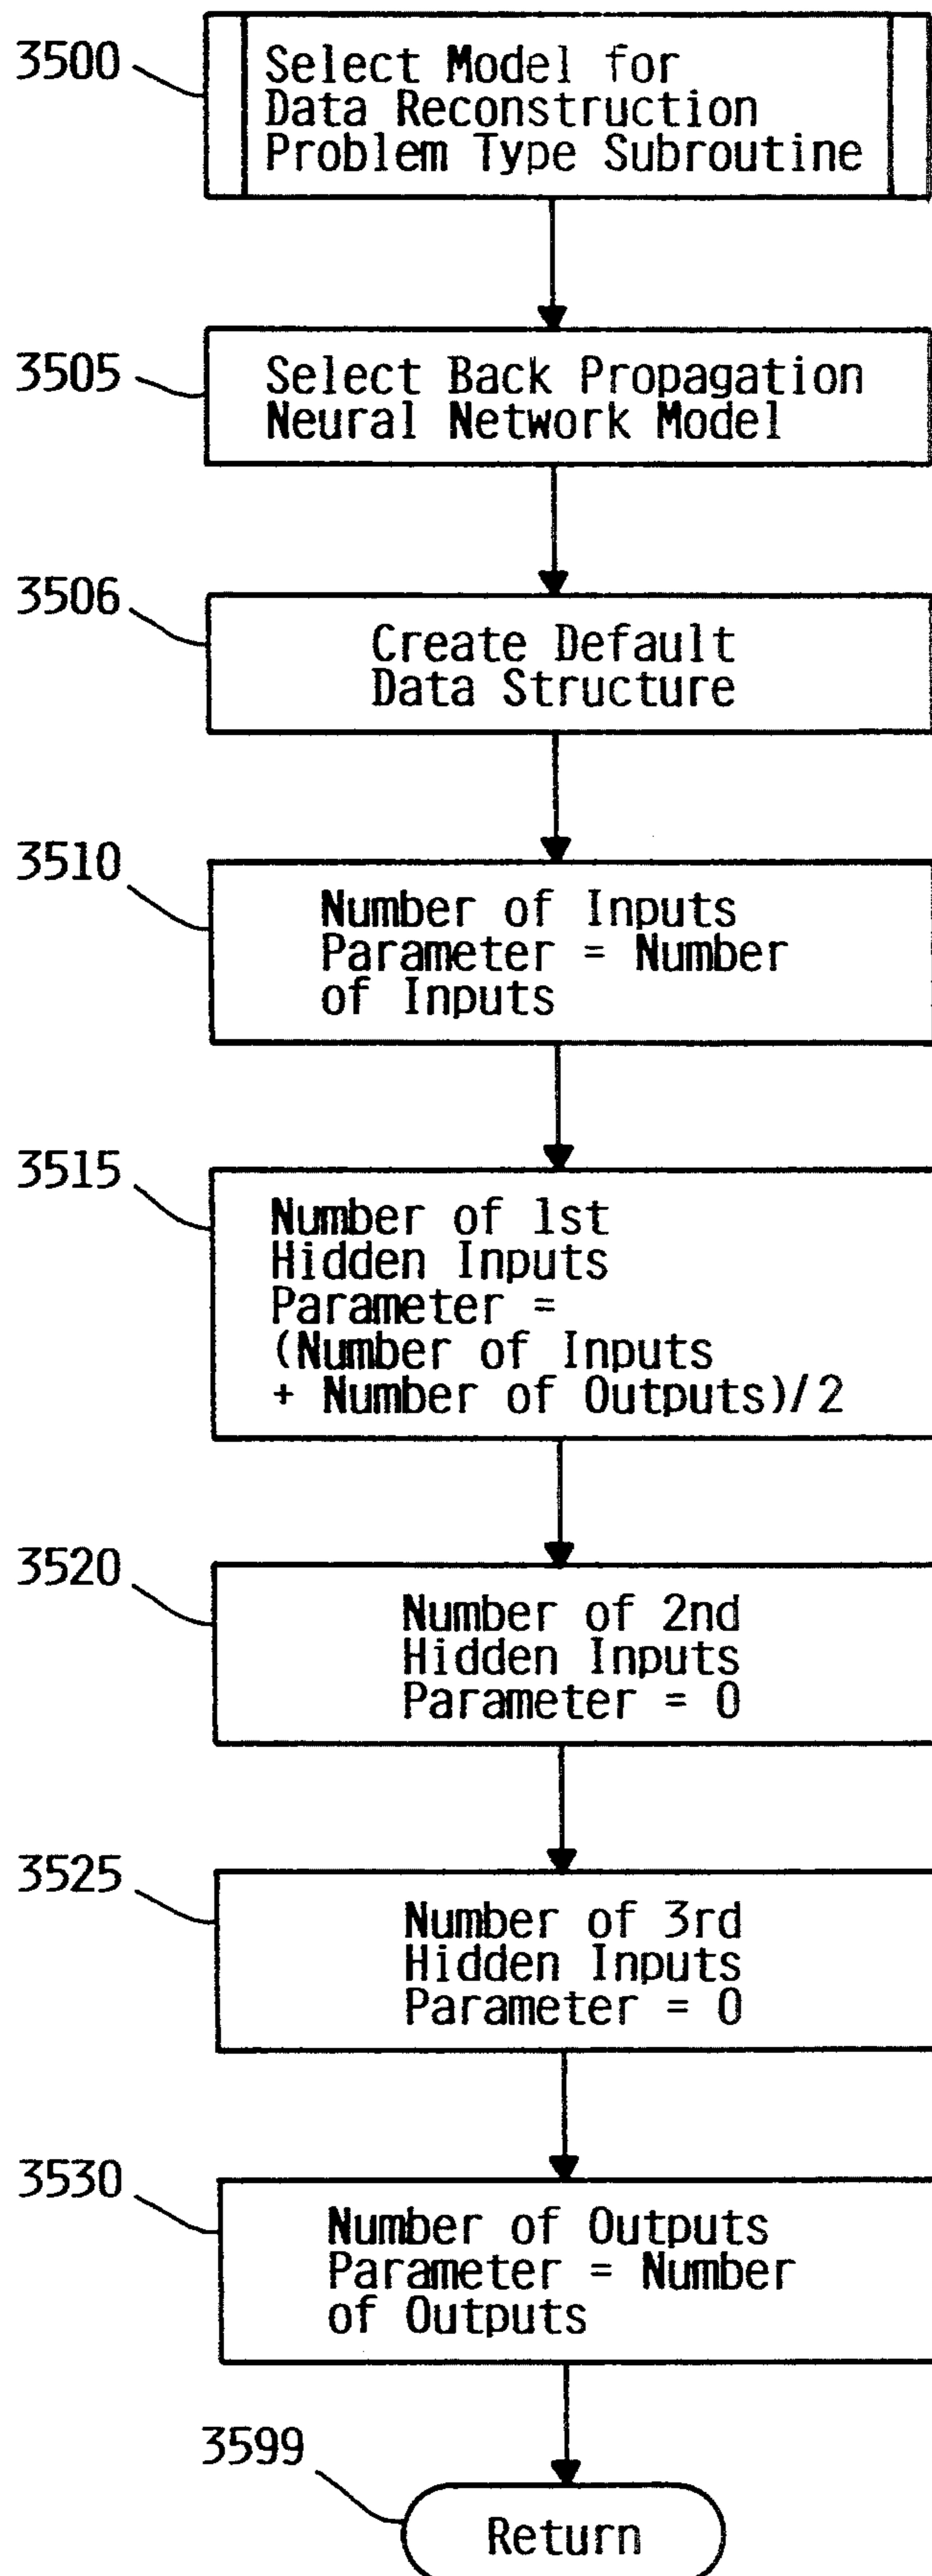 3500
Select Model for
Data Reconstruction
Problem Type Subroutine
3505
Select Back Propagation
Neural Network Model
3506
Create Default
Data Structure
3510
Number of Inputs
Parameter = Number
of Inputs
3515
Number of 1st
Hidden Inputs
Parameter =
(Number of Inputs
+ Number of Outputs)/2
3520
Number of 2nd
Hidden Inputs
Parameter = 0
3525
Number of 3rd
Hidden Inputs
Parameter = 0
3530
Number of Outputs
Parameter = Number
of Outputs
3599
Return